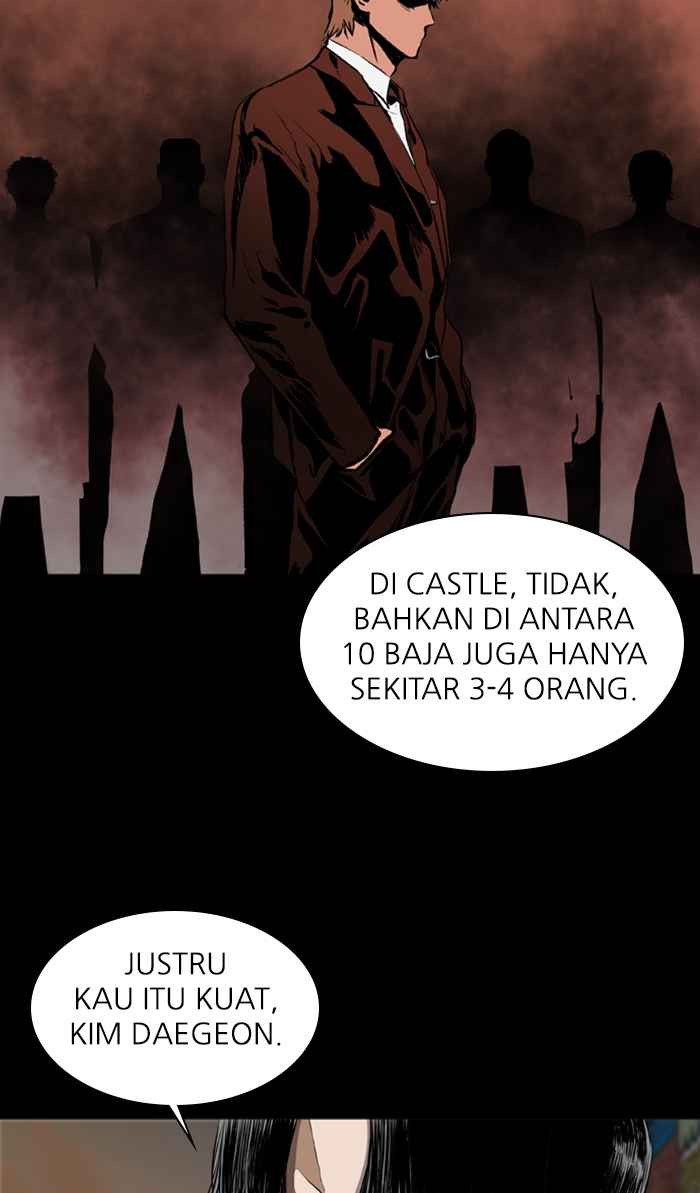 DI CASTLE, TIDAK,
BAHKAN DI ANTARA
10 BAJA JUGA HANYA
SEKITAR 3-4 ORANG.
JUSTRU
KAU ITU KUAT,
KIM DAEGEON.